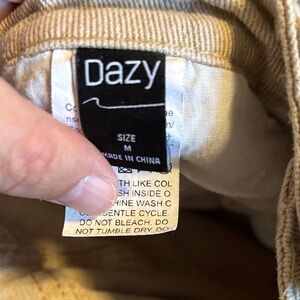 Dazy
SIZE
M
MADE IN CHINA
TH LIKE COL
SH INSIDE O
HINE WASH C
GENTLE CYCLE.
DO NOT BLEACH. DO
NOT TUMBLE DRY. DO